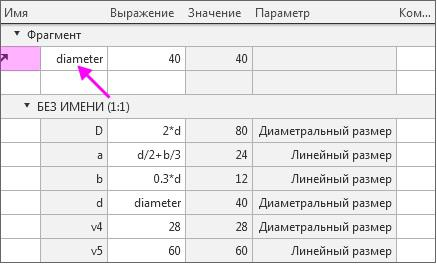 Имя Выражение Значение Параметр Ком...
Фрагмент
diameter 40 40
БЕЗ ИМЕНИ (1:1)
D 2*d 80 Диаметральный размер
a d/2+b/3 24 Линейный размер
b 0.3*d 12 Линейный размер
d diameter 40 Диаметральный размер
v4 28 28 Диаметральный размер
v5 60 60 Линейный размер